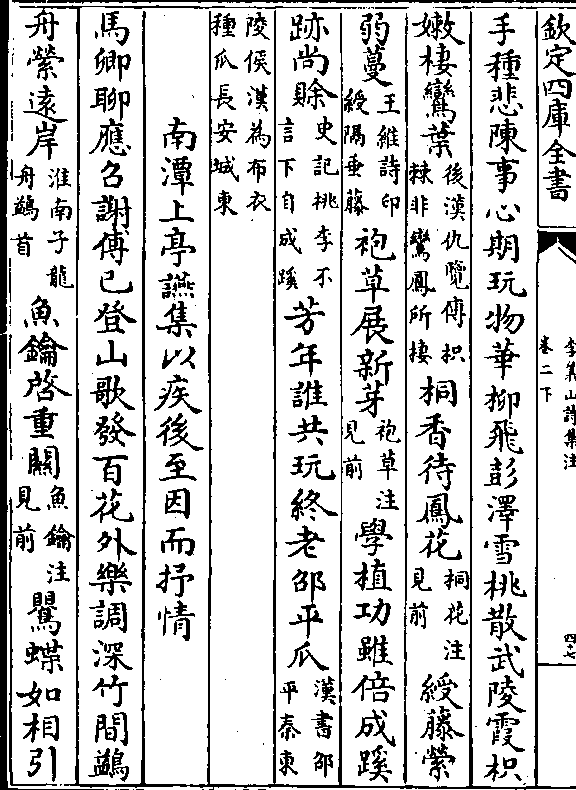 欽定四庫全書
李義山詩集注
卷二下
四十七
手種悲陳事心期玩物華柳飛彭澤雪桃散武陵霞枳
嫩棲鸞葉後漢仇覽傳枳棘非鸞鳳所棲桐香待鳳花桐花注見前綬藤縈
弱蔓王維詩印綬隔垂藤袍草展新芽袍草注見前學植功雖倍成蹊
跡尚賒史記桃李不言下自成蹊芳年誰共玩終老邵平瓜漢書邵平秦東
陵侯漢為布衣種瓜長安城東
南潭上亭讌集以疾後至因而抒情
馬卿聊應召謝傅已登山歌發百花外樂調深竹間鷁
舟縈遠岸淮南子龍舟鷁首魚鑰啓重關魚鑰注見前鸎蝶如相引